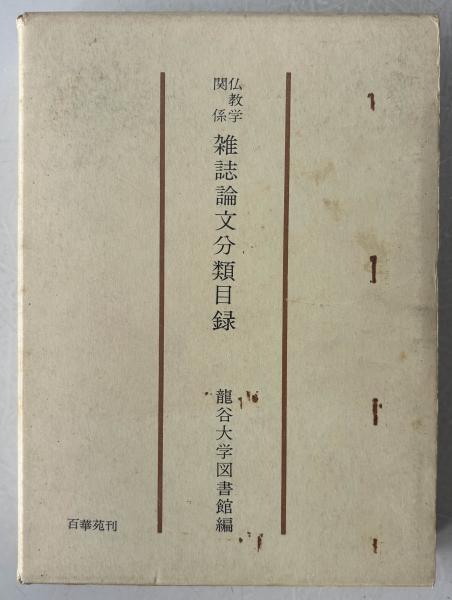 仏教学
関係
雑誌論文分類目録
龍谷大学図書館編
百華苑刊